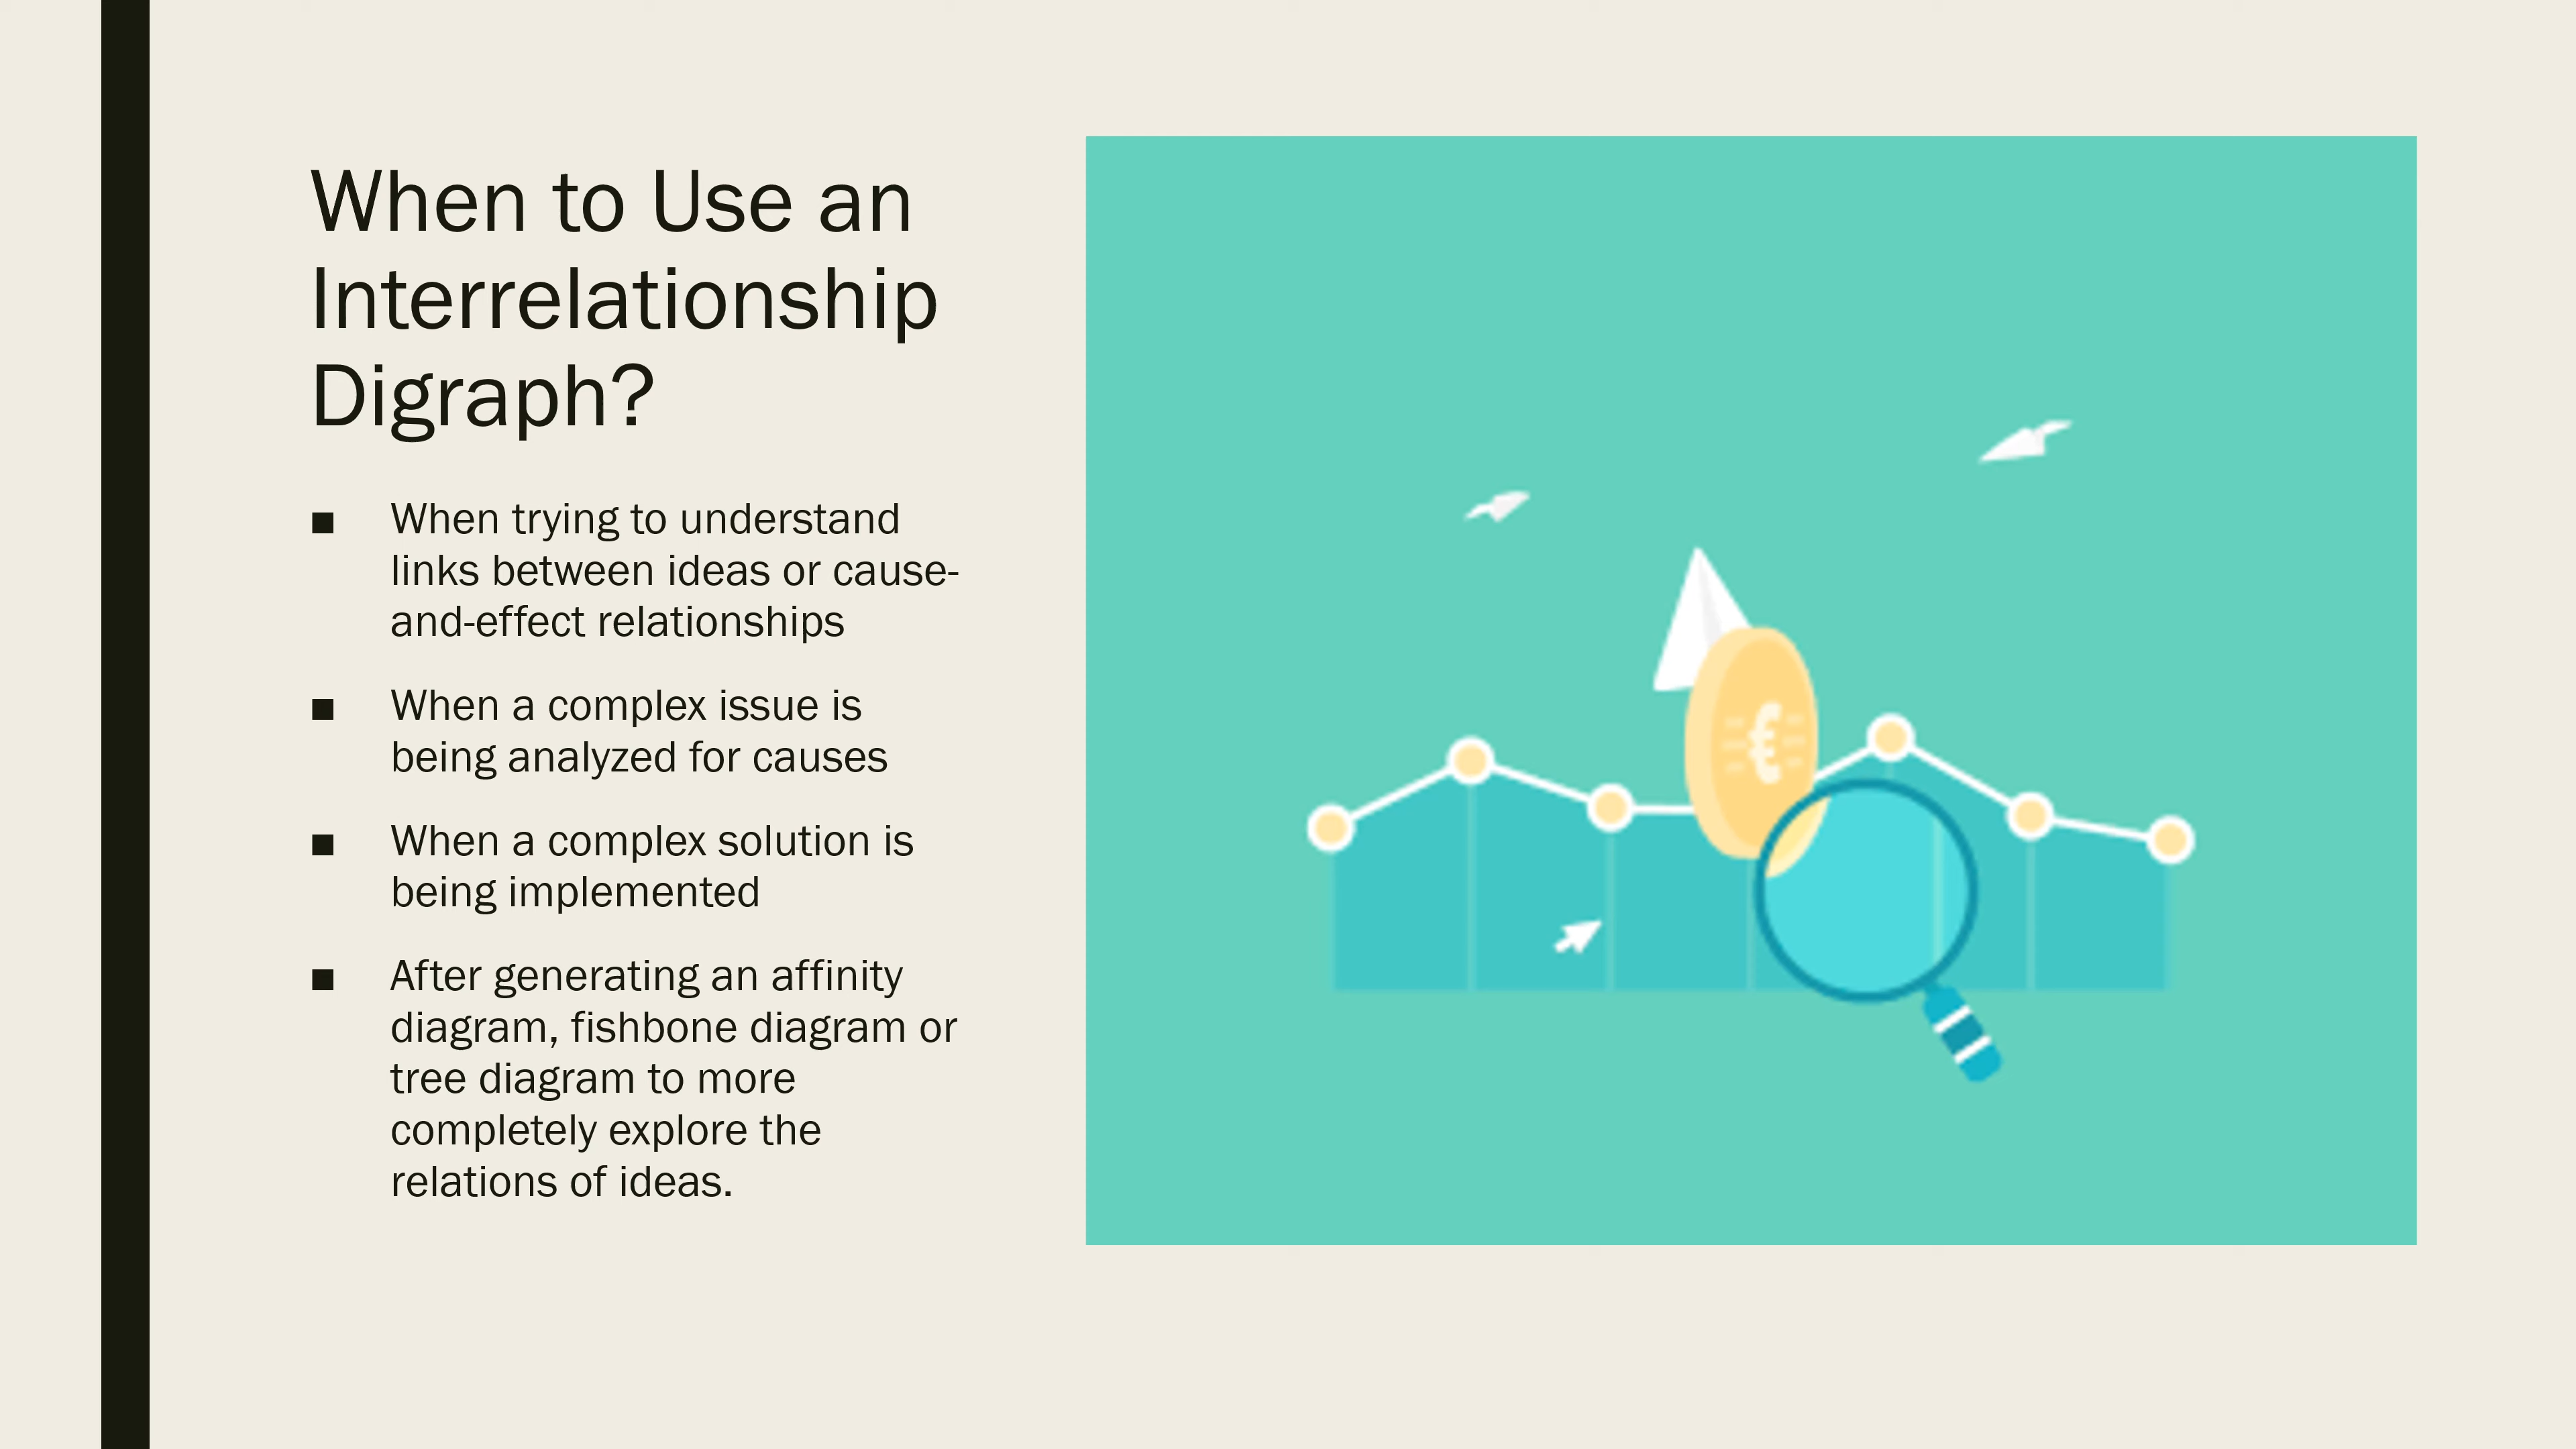 When to Use an
Interrelationship
Digraph?
■ When trying to understand
links between ideas or cause-
and-effect relationships
■ When a complex issue is
being analyzed for causes
■ When a complex solution is
being implemented
■ After generating an affinity
diagram, fishbone diagram or
tree diagram to more
completely explore the
relations of ideas.
€